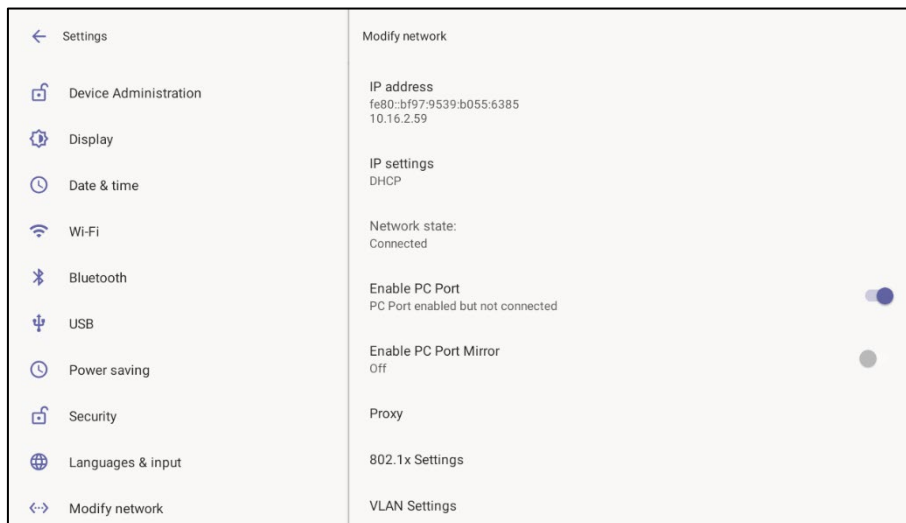 Settings
Device Administration
Display
Date & time
Wi-Fi
Bluetooth
USB
Power saving
Security
Languages & input
Modify network
Modify network
IP address
fe80::bf97:9539:b055:6385
10.16.2.59
IP settings
DHCP
Network state:
Connected
Enable PC Port
PC Port enabled but not connected
Enable PC Port Mirror
Off
Proxy
802.1x Settings
VLAN Settings